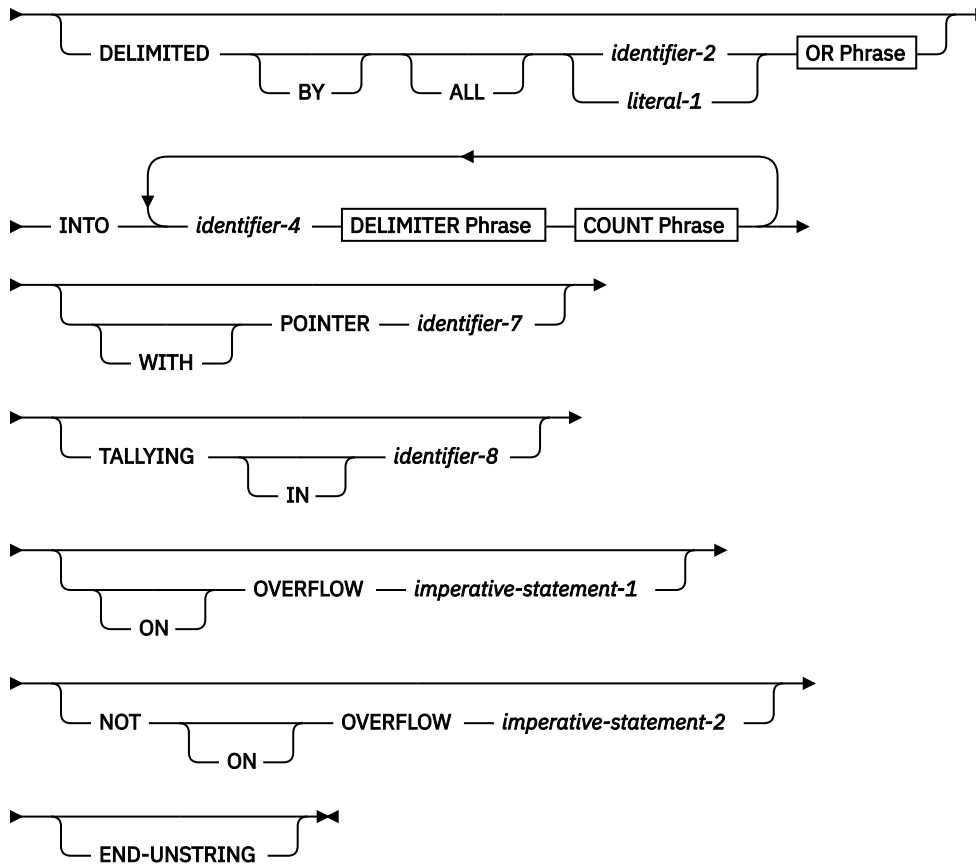 DELIMITED identifier-2 OR Phrase
BY ALL literal-1
INTO identifier-4 DELIMITER Phrase COUNT Phrase
POINTER identifier-7
WITH
TALLYING identifier-8
IN
OVERFLOW imperative-statement-1
ON
NOT OVERFLOW imperative-statement-2
ON
END-UNSTRING